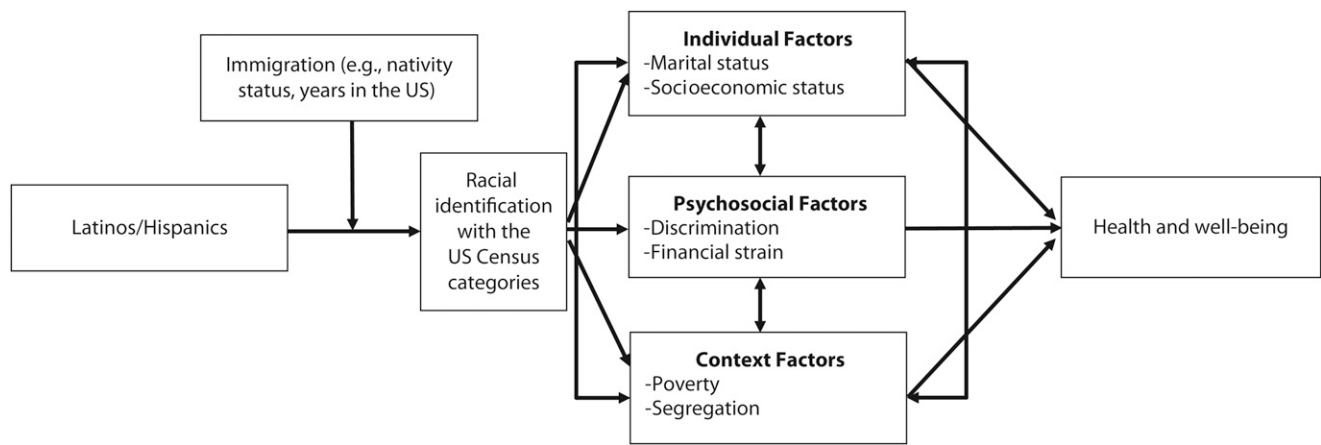 Immigration (e.g., nativity
status, years in the US)
Latinos/Hispanics
Racial
identification
with the
US Census
categories
Individual Factors
-Marital status
-Socioeconomic status
Psychosocial Factors
-Discrimination
-Financial strain
Context Factors
-Poverty
-Segregation
Health and well-being